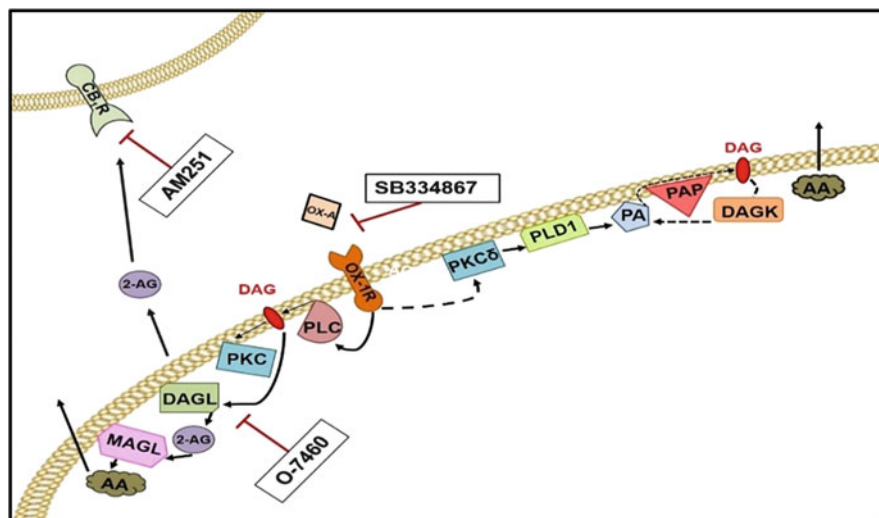 CB₁R
AM251
2-AG
OX-A
SB334867
OX-1R
DAG
PLC
PKC
DAGL
2-AG
MAGL
AA
O-7460
PKCδ
PLD1
PA
PAP
DAG
DAGK
AA